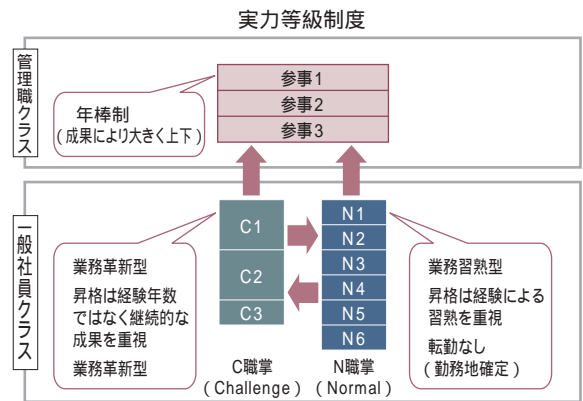 実力等級制度
管理職クラス
参事1
参事2
参事3
年棒制
(成果により大きく上下)
一般社員クラス
業務革新型
昇格は経験年数
ではなく継続的な
成果を重視
業務革新型
C1
C2
C3
N1
N2
N3
N4
N5
N6
業務習熟型
昇格は経験による
習熟を重視
転勤なし
(勤務地確定)
C職掌
(Challenge)
N職掌
(Normal)